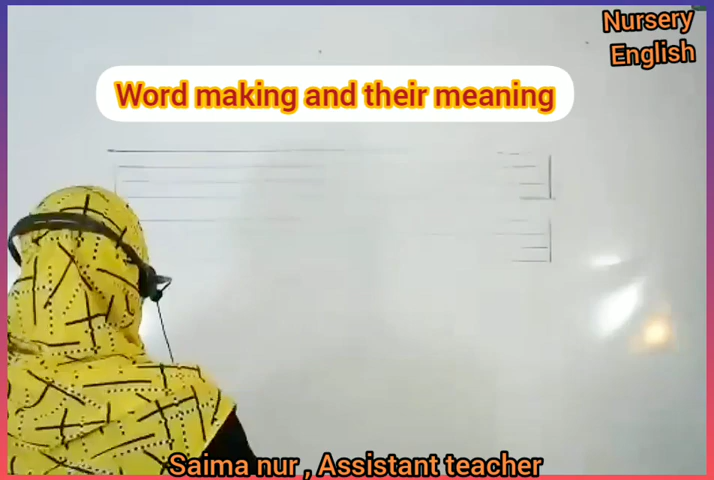 Nursery
English
Word making and their meaning
Saima nur , Assistant teacher